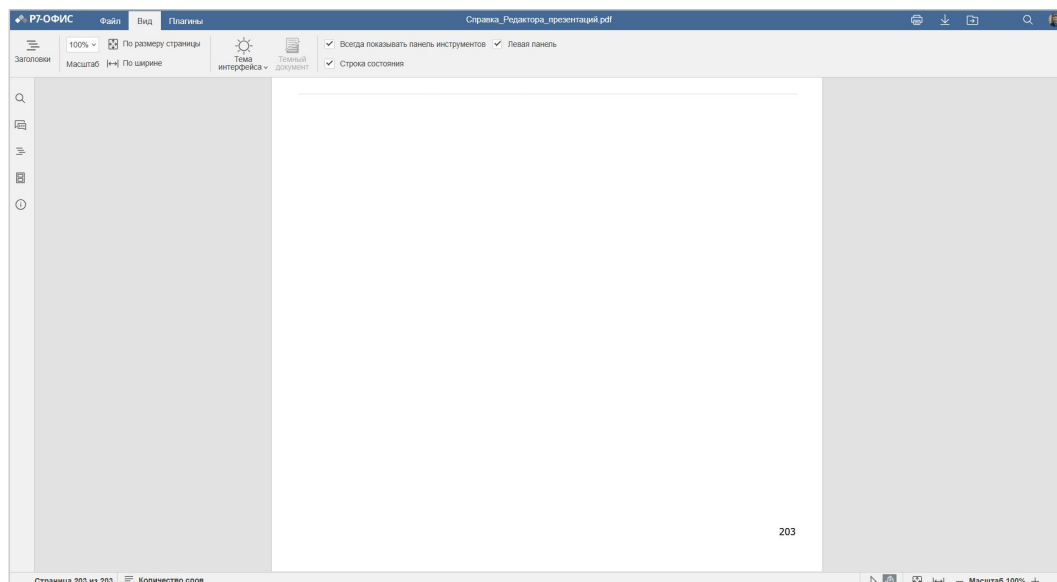 Р7-ОФИС Файл Вид Плагины Справка_Редактора_презентаций.pdf
100% По размеру страницы Всегда показывать панель инструментов Левая панель
Заголовки Масштаб По ширине Тема интерфейса Темный документ Строка состояния
203
Страница 203 из 203 Количество слов Масштаб 100%